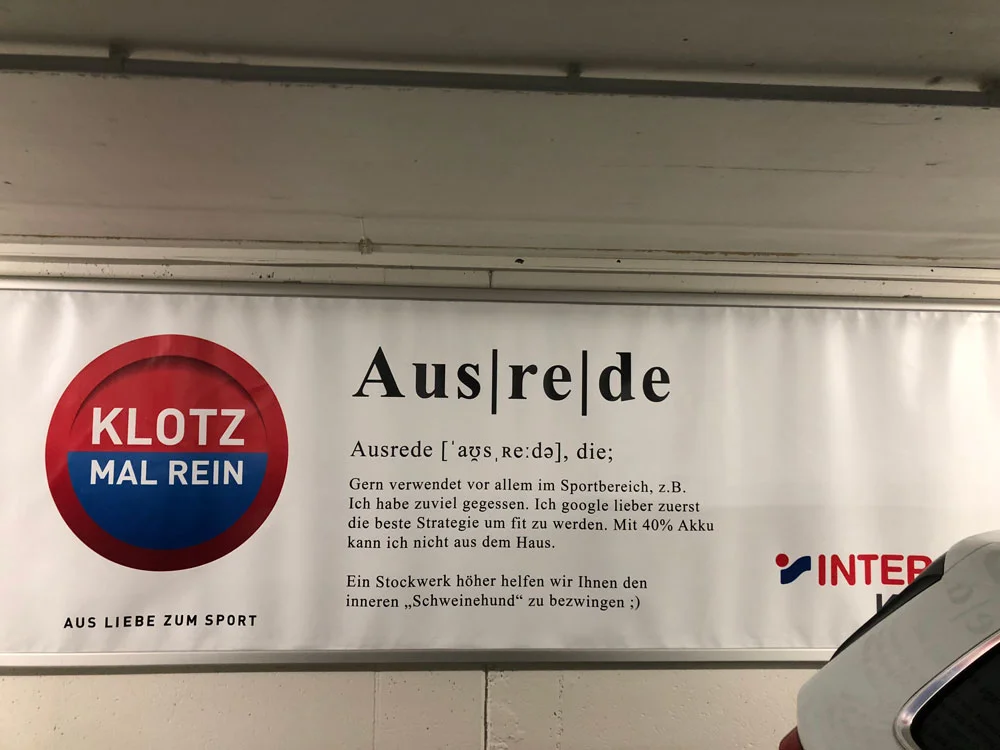 KLOTZ
MAL REIN
AUS LIEBE ZUM SPORT
Aus|re|de
Ausrede [ˈaʊ̯sˌʀeːdə], die;
Gern verwendet vor allem im Sportbereich, z.B.
Ich habe zuviel gegessen. Ich google lieber zuerst
die beste Strategie um fit zu werden. Mit 40% Akku
kann ich nicht aus dem Haus.
Ein Stockwerk höher helfen wir Ihnen den
inneren „Schweinehund“ zu bezwingen ;)
INTER